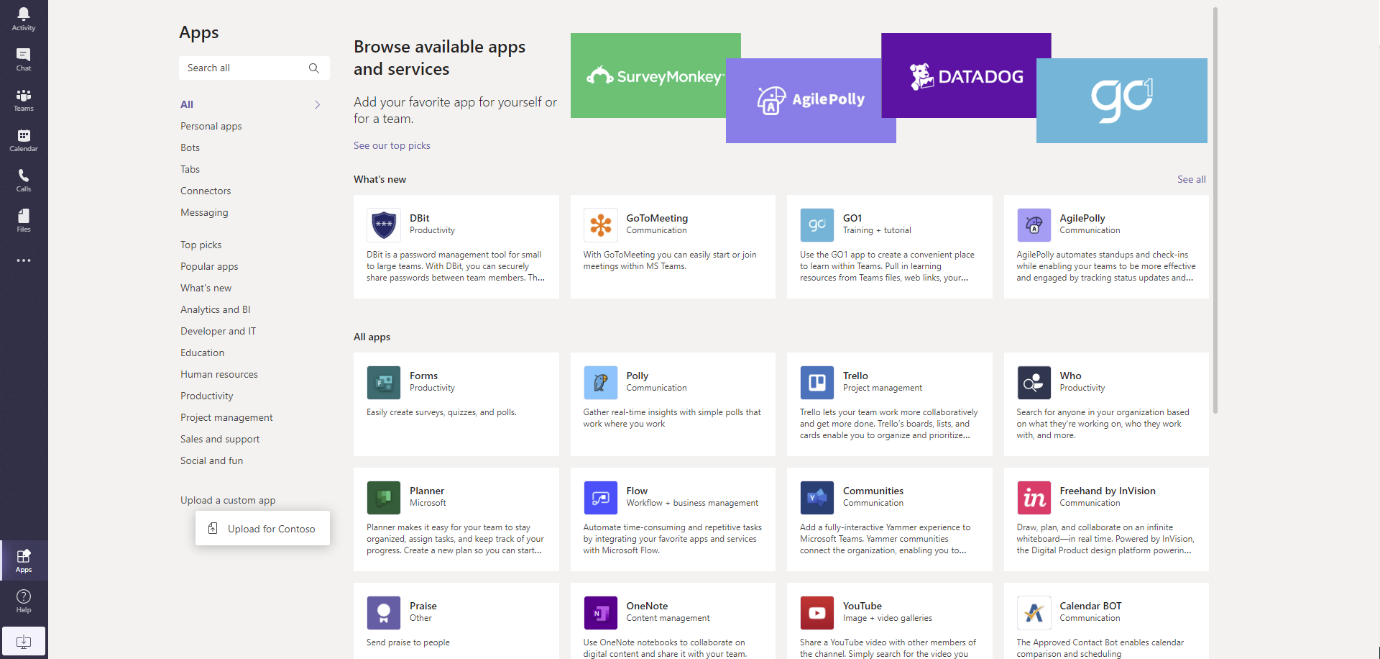 Activity
Chat
Teams
Calendar
Calls
Files
Apps
Help
Apps
Search all
All
Personal apps
Bots
Tabs
Connectors
Messaging
Top picks
Popular apps
What's new
Analytics and BI
Developer and IT
Education
Human resources
Productivity
Project management
Sales and support
Social and fun
Upload a custom app
Upload for Contoso
Browse available apps
and services
Add your favorite app for yourself or
for a team.
See our top picks
SurveyMonkey
AgilePolly
DATADOG
go1
What's new
See all
DBit
Productivity
DBit is a password management tool for small
to large teams. With DBit, you can securely
share passwords between team members. Th...
GoToMeeting
Communication
With GoToMeeting you can easily start or join
meetings within MS Teams.
GO1
Training + tutorial
Use the GO1 app to create a convenient place
to learn within Teams. Pull in learning
resources from Teams files, web links, your...
AgilePolly
Communication
AgilePolly automates standups and check-ins
while enabling your teams to be more effective
and engaged by tracking status updates and...
All apps
Forms
Productivity
Easily create surveys, quizzes, and polls.
Polly
Communication
Gather real-time insights with simple polls that
work where you work
Trello
Project management
Trello lets your team work more collaboratively
and get more done. Trello's boards, lists, and
cards enable you to organize and prioritize...
Who
Productivity
Search for anyone in your organization based
on what they're working on, who they work
with, and more.
Planner
Microsoft
Planner makes it easy for your team to stay
organized, assign tasks, and keep track of your
progress. Create a new plan so you can start...
Flow
Workflow + business management
Automate time-consuming and repetitive tasks
by integrating your favorite apps and services
with Microsoft Flow.
Communities
Communication
Add a fully-interactive Yammer experience to
Microsoft Teams. Yammer communities
connect the organization, enabling you to...
in
Freehand by InVision
Communication
Draw, plan, and collaborate on an infinite
whiteboard—in real time. Powered by InVision,
the Digital Product design platform powerin...
Praise
Other
Send praise to people
OneNote
Content management
Use OneNote notebooks to collaborate on
digital content and share it with your team.
YouTube
Image + video galleries
Share a YouTube video with other members of
the channel. Simply search for the video you
Calendar BOT
Communication
The Approved Contact Bot enables calendar
comparison and scheduling